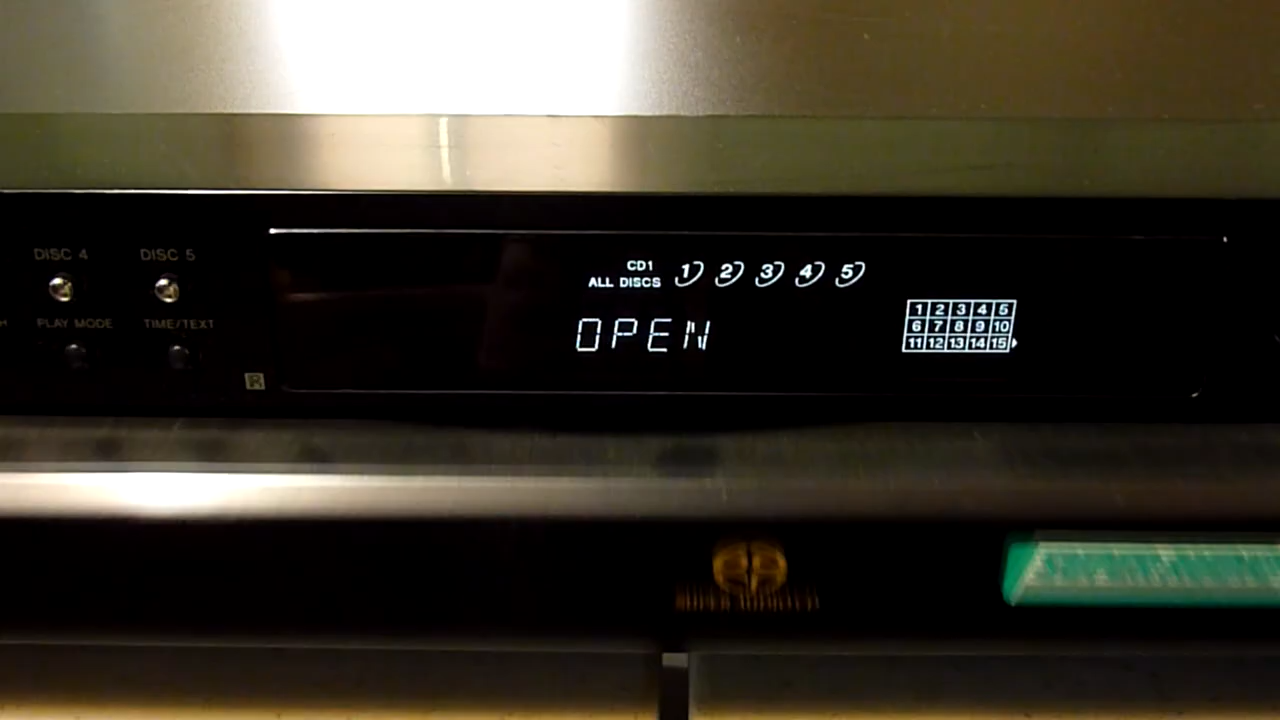 DISC 4 DISC 5
PLAY MODE TIME/TEXT
R
CD1
ALL DISCS 1 2 3 4 5
OPEN
1 2 3 4 5
6 7 8 9 10
11 12 13 14 15